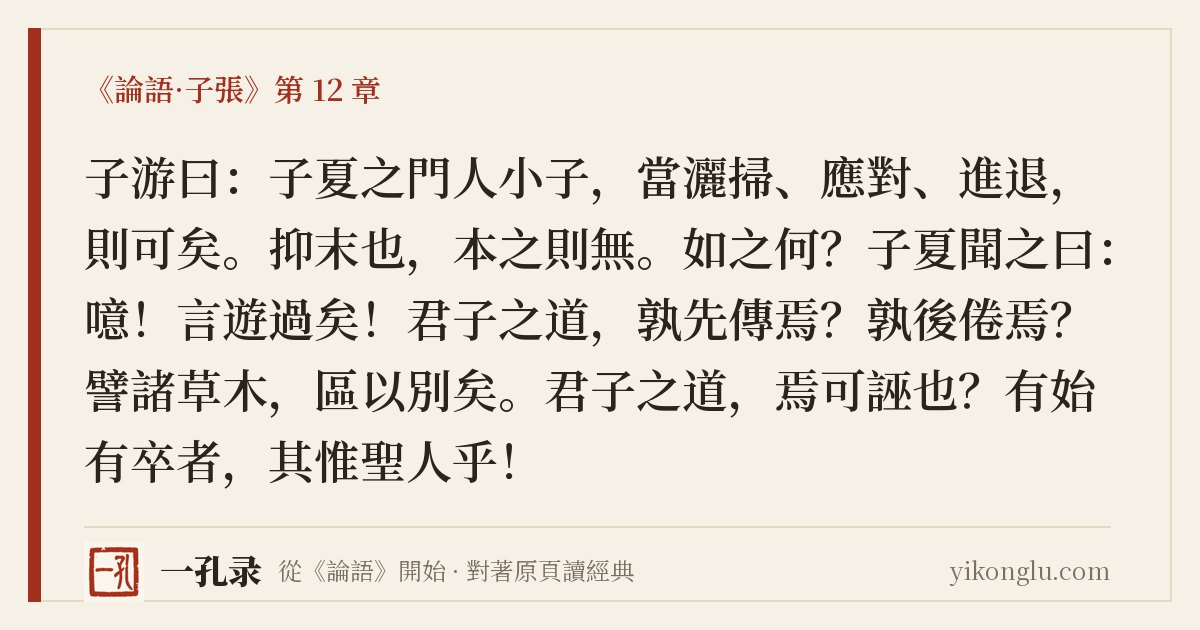 《論語·子張》第 12 章
子游曰：子夏之門人小子，當灑掃、應對、進退，
則可矣。抑末也，本之則無。如之何？子夏聞之曰：
噫！言遊過矣！君子之道，孰先傳焉？孰後倦焉？
譬諸草木，區以別矣。君子之道，焉可誣也？有始
有卒者，其惟聖人乎！
一孔
一孔录 從《論語》開始 · 對著原頁讀經典 yikonglu.com